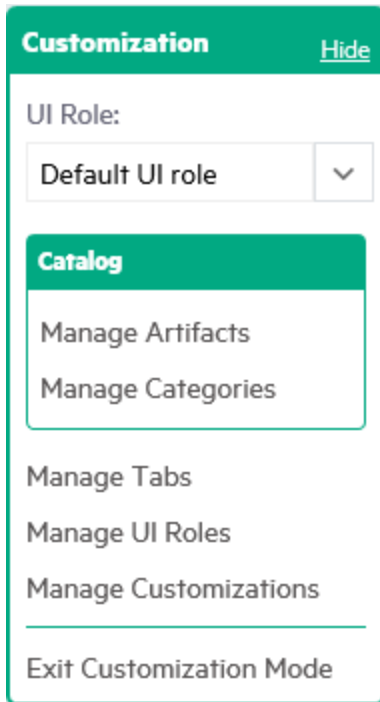 Customization
Hide
UI Role:
Default UI role
Catalog
Manage Artifacts
Manage Categories
Manage Tabs
Manage UI Roles
Manage Customizations
Exit Customization Mode